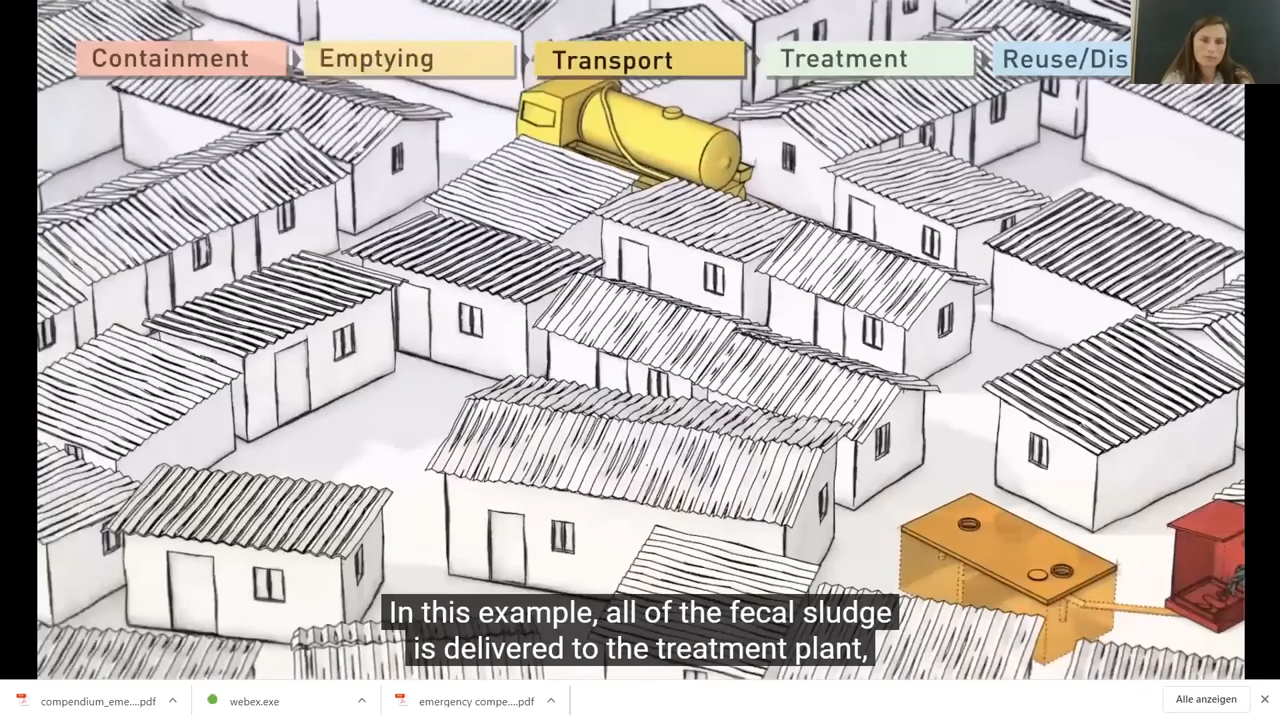 Containment
Emptying
Transport
Treatment
Reuse/Dis
In this example, all of the fecal sludge
is delivered to the treatment plant,
compendium_eme....pdf
webex.exe
emergency compe....pdf
Alle anzeigen